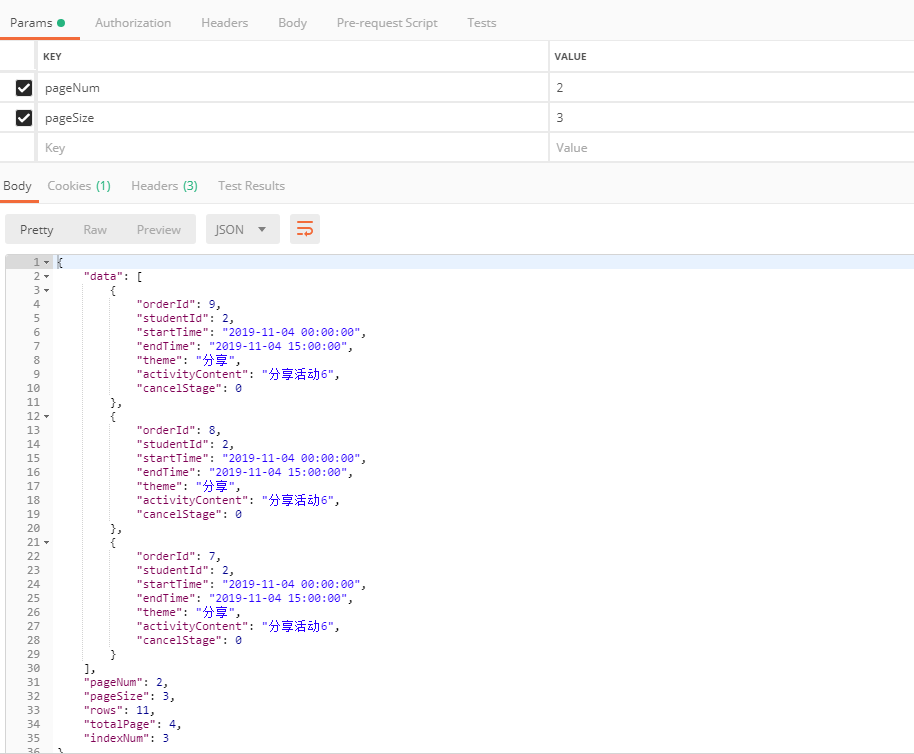 Params Authorization Headers Body Pre-request Script Tests
KEY VALUE
pageNum 2
pageSize 3
Key Value
Body Cookies (1) Headers (3) Test Results
Pretty Raw Preview JSON
1 {
2 "data": [
3 {
4 "orderId": 9,
5 "studentId": 2,
6 "startTime": "2019-11-04 00:00:00",
7 "endTime": "2019-11-04 15:00:00",
8 "theme": "分享",
9 "activityContent": "分享活动6",
10 "cancelStage": 0
11 },
12 {
13 "orderId": 8,
14 "studentId": 2,
15 "startTime": "2019-11-04 00:00:00",
16 "endTime": "2019-11-04 15:00:00",
17 "theme": "分享",
18 "activityContent": "分享活动6",
19 "cancelStage": 0
20 },
21 {
22 "orderId": 7,
23 "studentId": 2,
24 "startTime": "2019-11-04 00:00:00",
25 "endTime": "2019-11-04 15:00:00",
26 "theme": "分享",
27 "activityContent": "分享活动6",
28 "cancelStage": 0
29 }
30 ],
31 "pageNum": 2,
32 "pageSize": 3,
33 "rows": 11,
34 "totalPage": 4,
35 "indexNum": 3
36 }